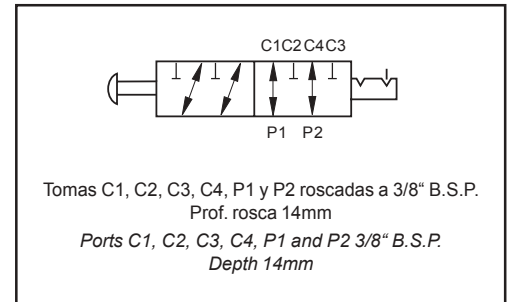 C1C2C4C3
P1 P2
Tomas C1, C2, C3, C4, P1 y P2 roscadas a 3/8“ B.S.P.
Prof. rosca 14mm
Ports C1, C2, C3, C4, P1 and P2 3/8“ B.S.P.
Depth 14mm